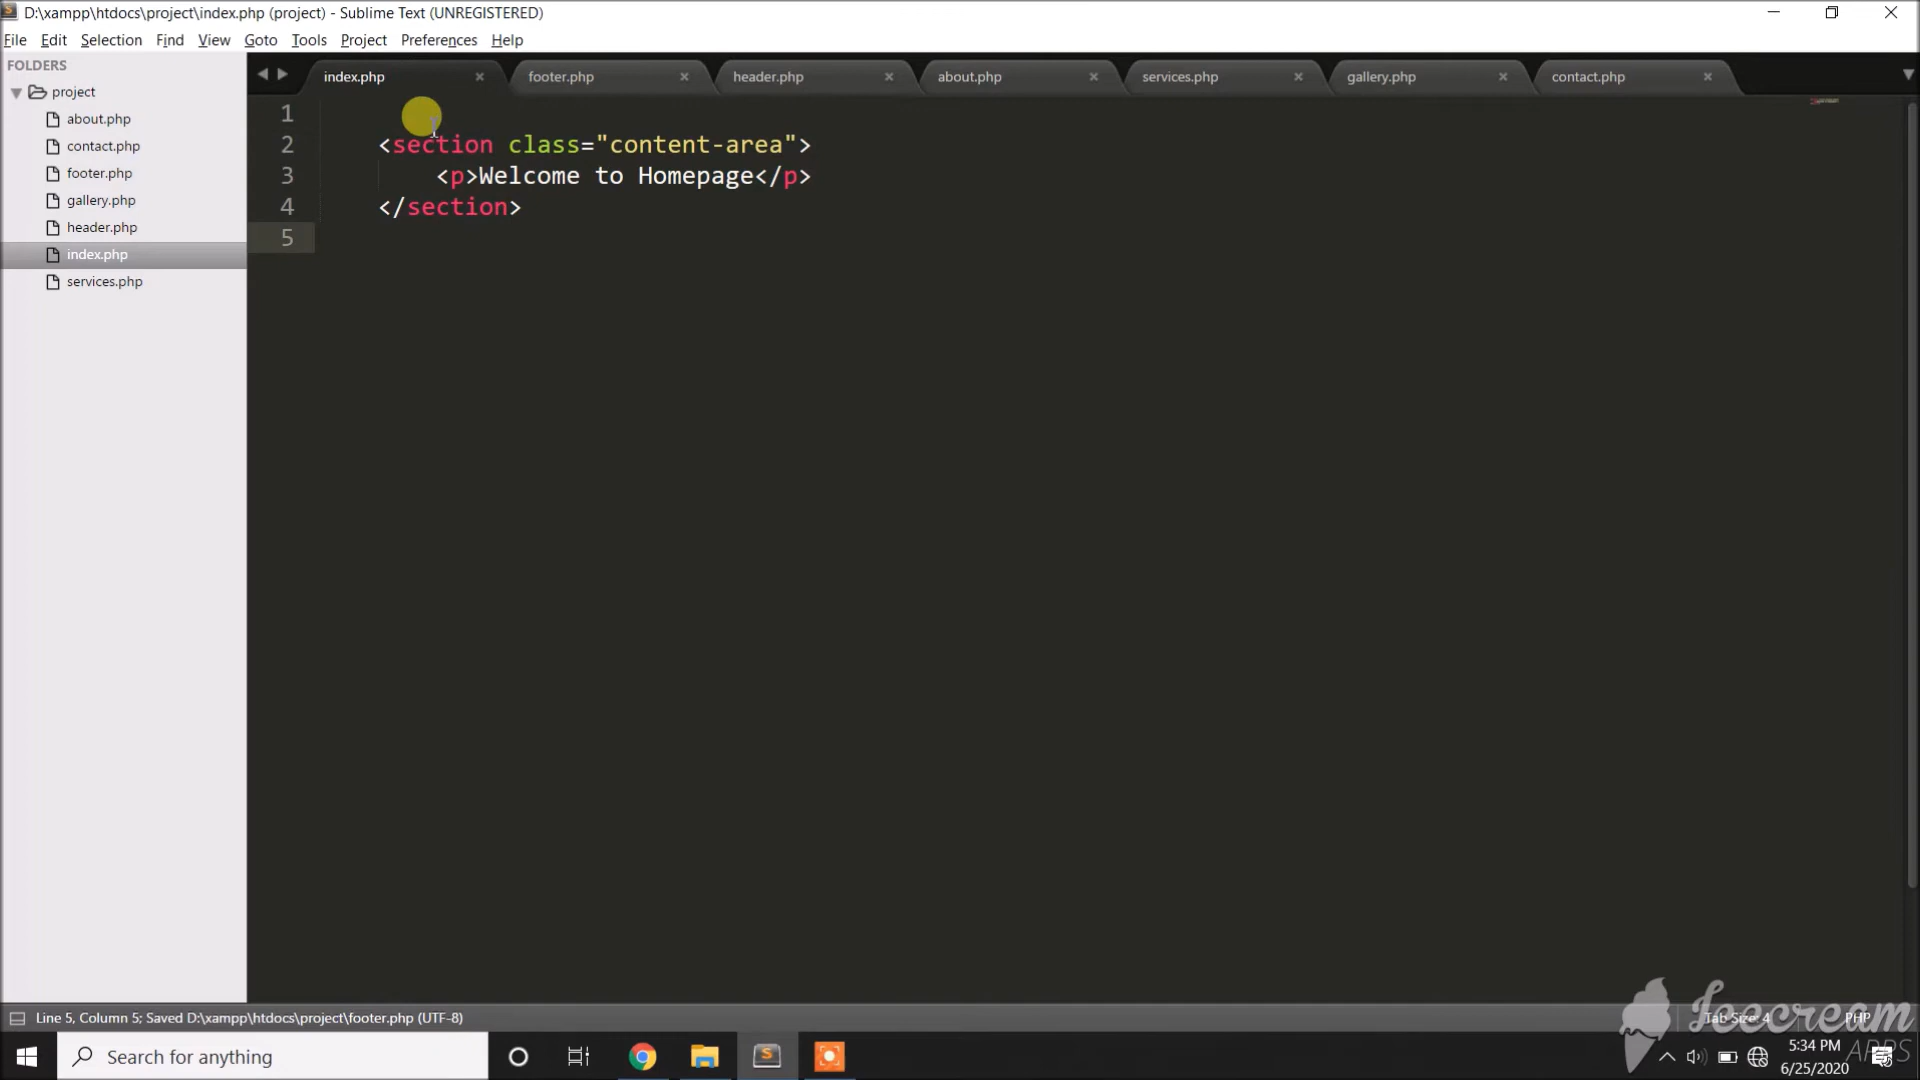 D:\xampp\htdocs\project\index.php (project) - Sublime Text (UNREGISTERED)
File Edit Selection Find View Goto Tools Project Preferences Help
FOLDERS
project
about.php
contact.php
footer.php
gallery.php
header.php
index.php
services.php
index.php footer.php header.php about.php services.php gallery.php contact.php
1
2 <section class="content-area">
3 <p>Welcome to Homepage</p>
4 </section>
5
Line 5, Column 5; Saved D:\xampp\htdocs\project\footer.php (UTF-8)
Tab Size: 4 PHP
Icecream
APPS
Search for anything
5:34 PM
6/25/2020